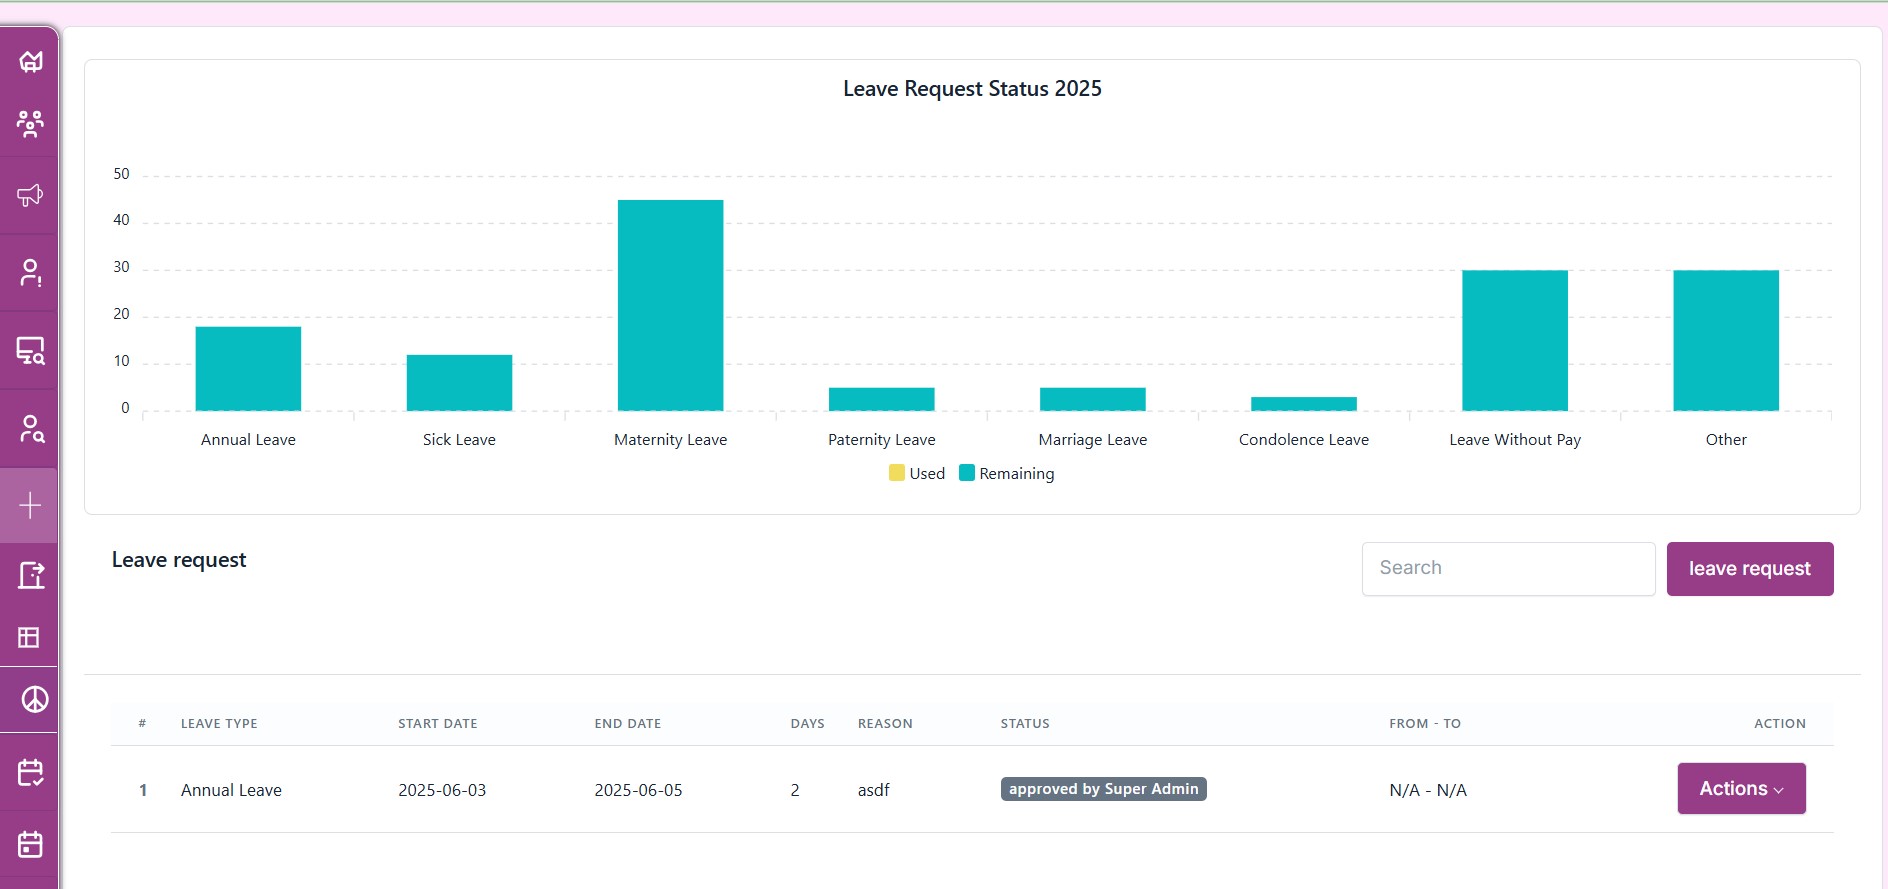 Leave Request Status 2025
50
40
30
20
10
0
Annual Leave Sick Leave Maternity Leave Paternity Leave Marriage Leave Condolence Leave Leave Without Pay Other
Used Remaining
Leave request
Search
leave request
# LEAVE TYPE START DATE END DATE DAYS REASON STATUS FROM - TO ACTION
1 Annual Leave 2025-06-03 2025-06-05 2 asdf approved by Super Admin N/A - N/A Actions